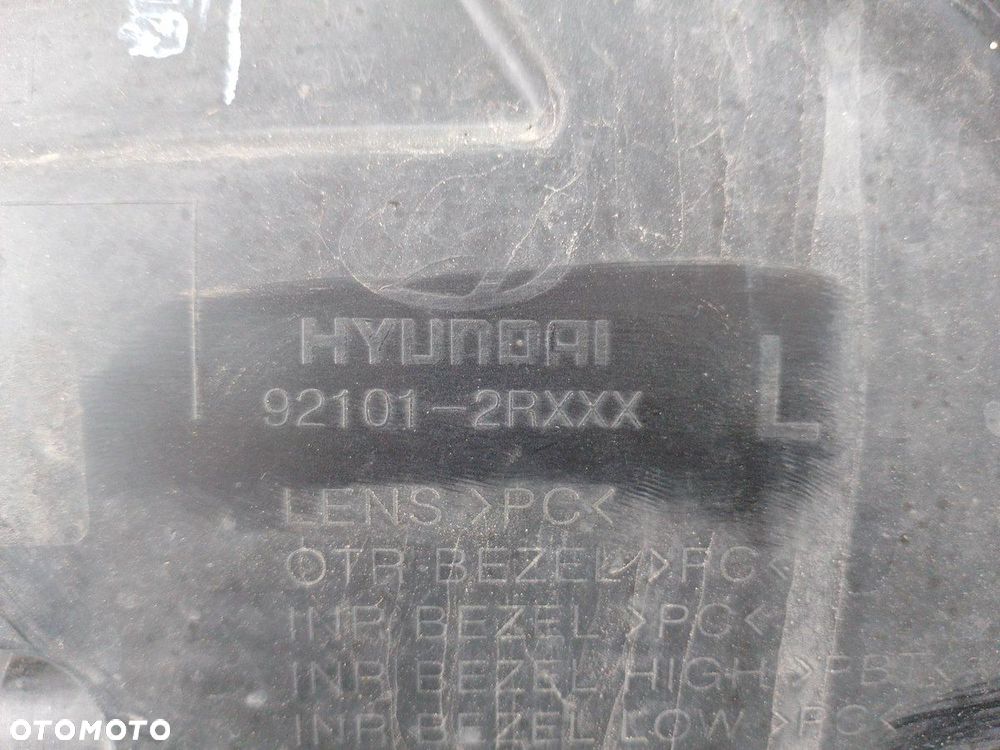 HYUNDAI
92101-2RXXX
L
LENS >PC<
OTR BEZEL >PC<
INR BEZEL >PC<
INR BEZEL HIGH >PBT<
INR BEZEL LOW >PC<
OTOMOTO